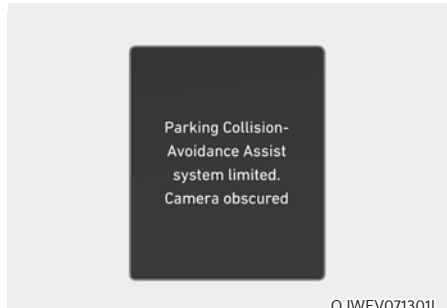 Parking Collision-
Avoidance Assist
system limited.
Camera obscured
OJWEV071301L